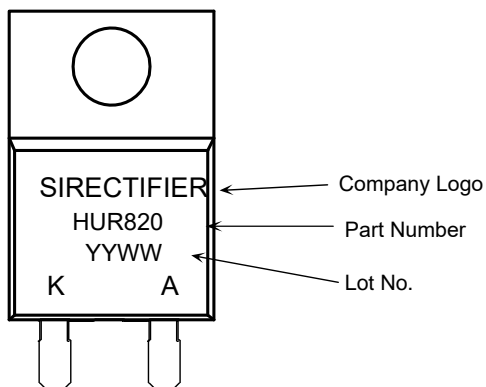 SIRECTIFIER
Company Logo
HUR820
Part Number
YYWW
Lot No.
K A